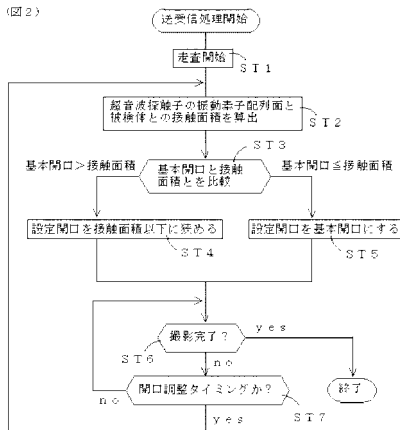 (図2)
送受信処理開始
走査開始
ST1
超音波探触子の振動素子配列面と
被検体との接触面積を算出
ST2
ST3
基本開口＞接触面積
基本開口と接触
面積とを比較
基本開口≦接触面積
設定開口を接触面積以下に狭める
ST4
設定開口を基本開口にする
ST5
撮影完了？
yes
ST6
no
開口調整タイミングか？
no
ST7
終了
yes